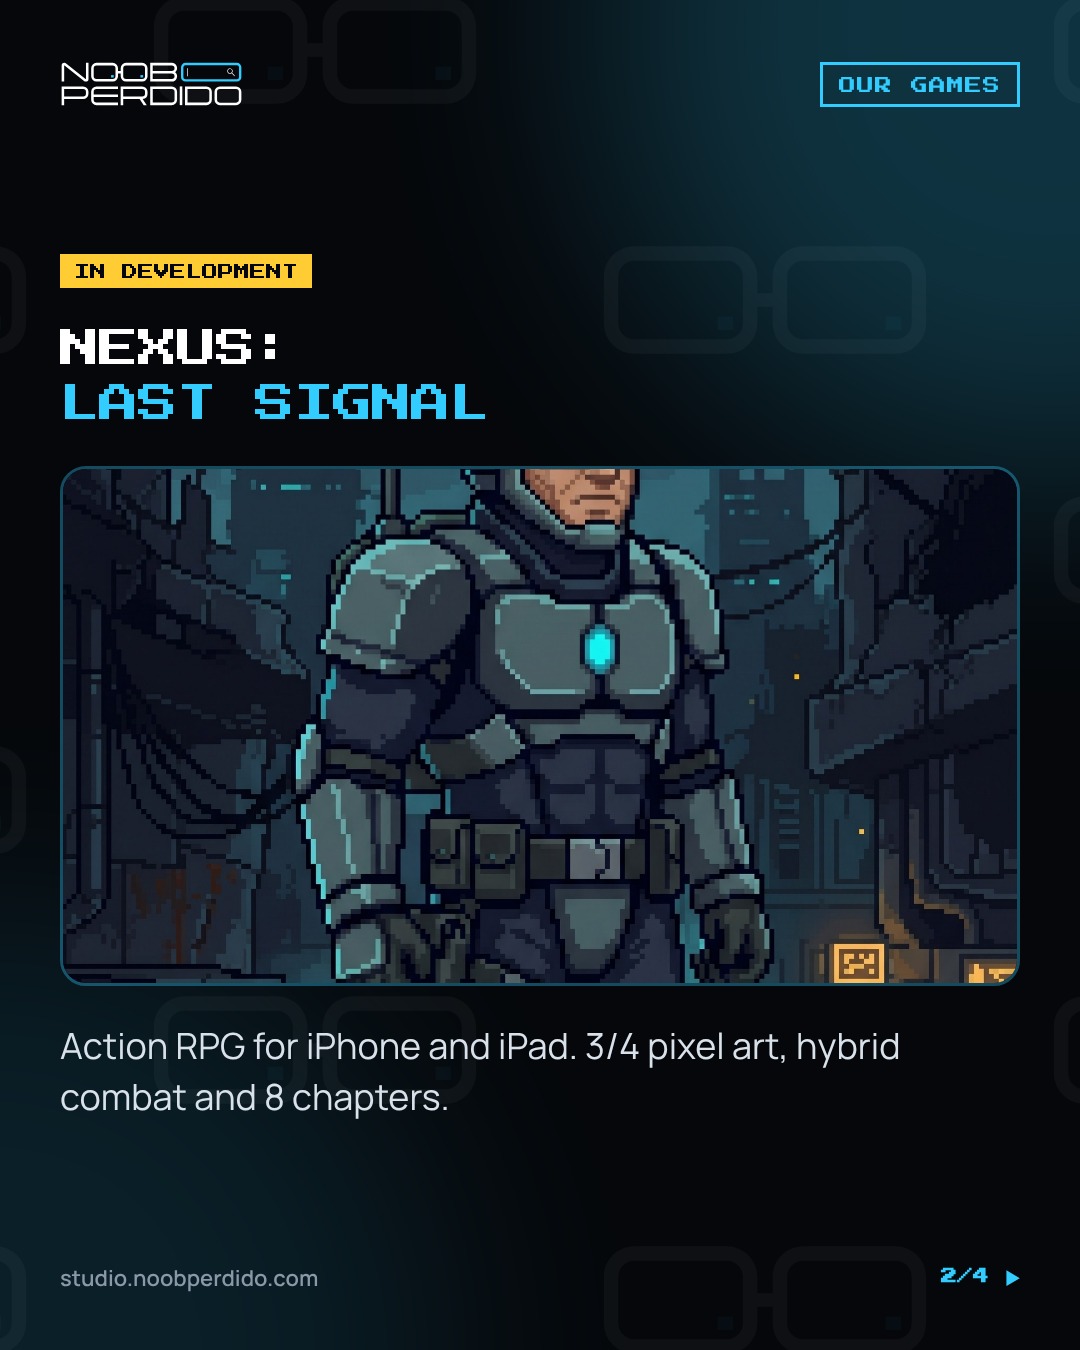 NOOB
PERDIDO
OUR GAMES
IN DEVELOPMENT
NEXUS:
LAST SIGNAL
Action RPG for iPhone and iPad. 3/4 pixel art, hybrid
combat and 8 chapters.
studio.noobperdido.com
2/4